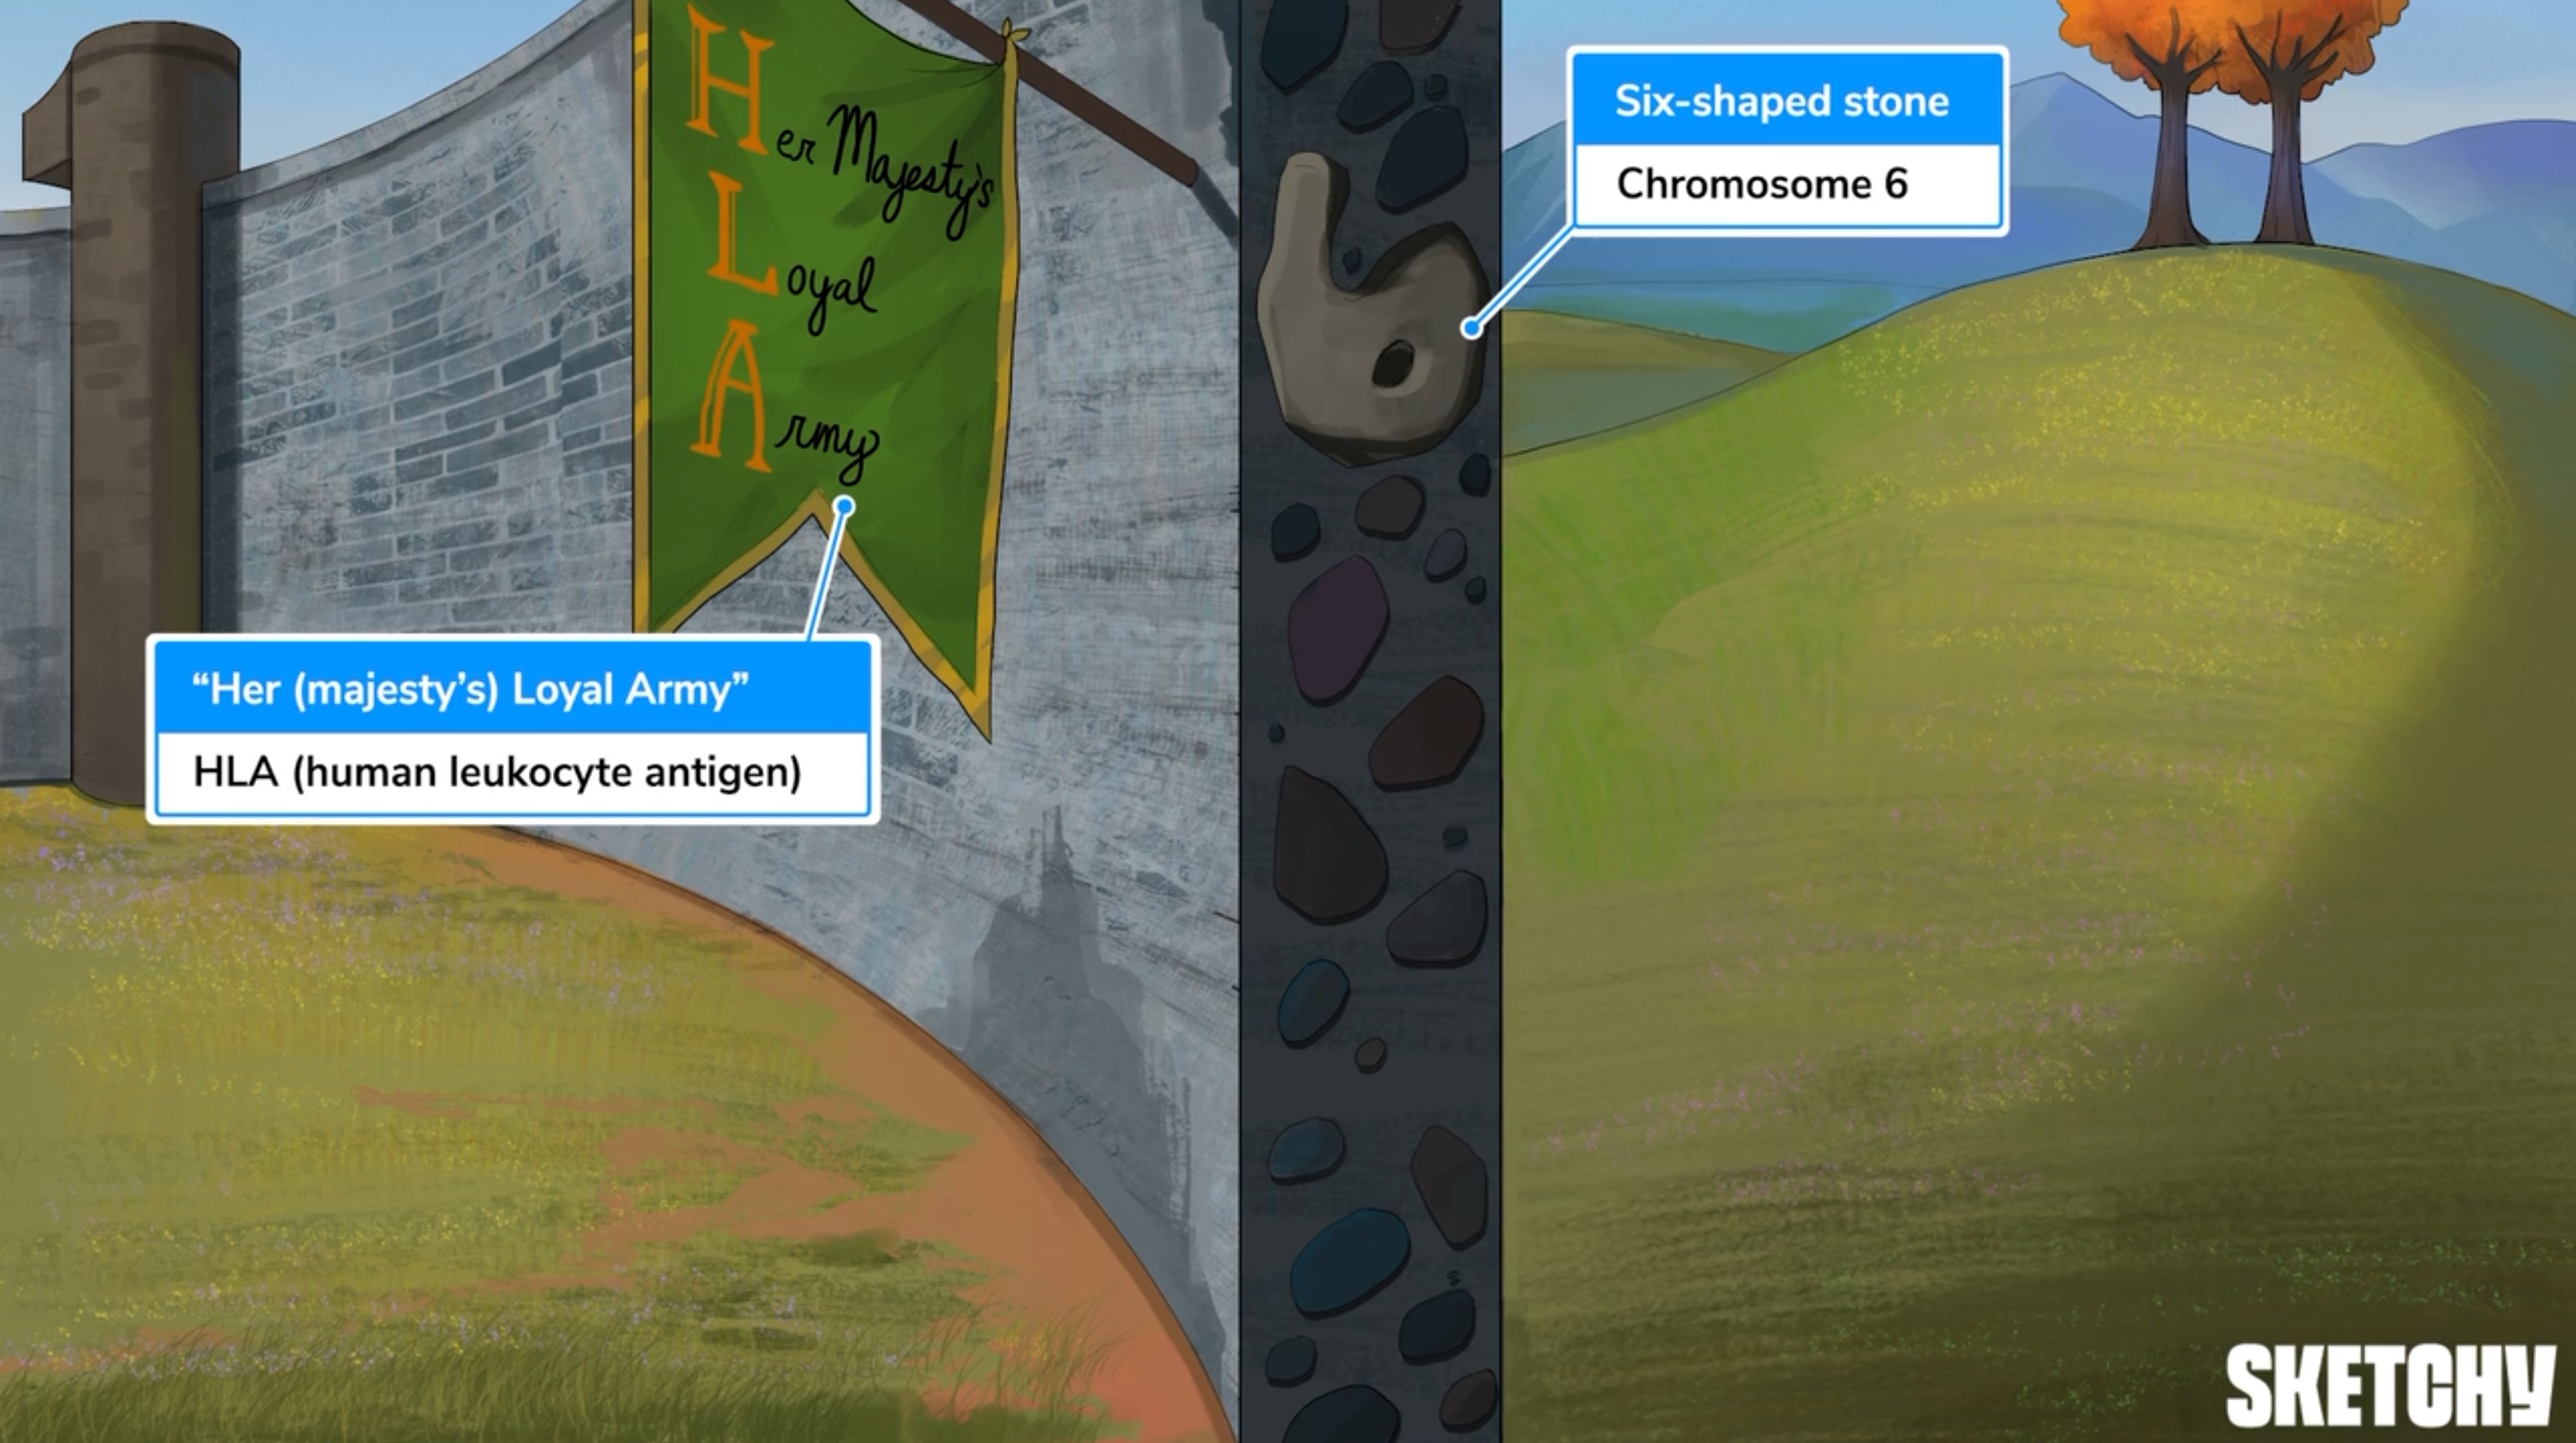 Her Majesty's
Loyal
Army
Six-shaped stone
Chromosome 6
“Her (majesty’s) Loyal Army”
HLA (human leukocyte antigen)
SKETCHY